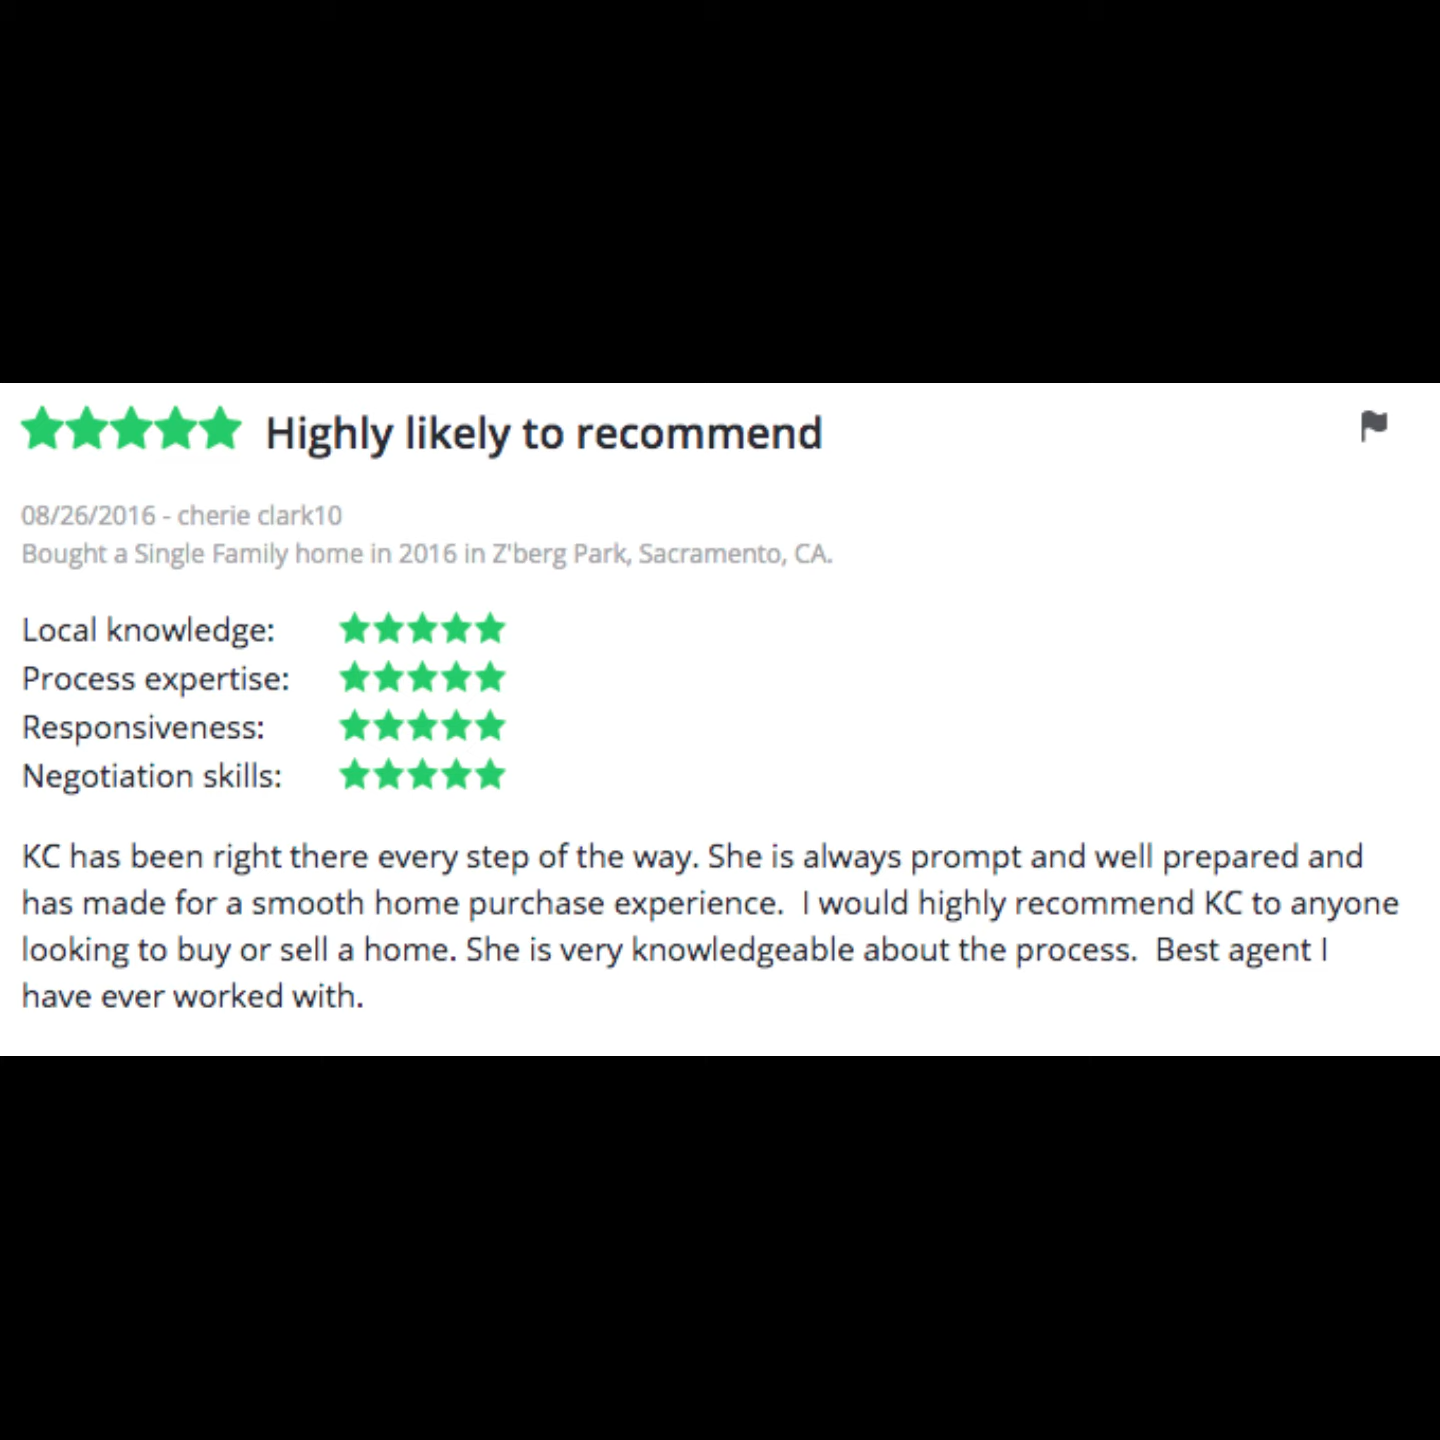 Highly likely to recommend
08/26/2016 - cherie clark10
Bought a Single Family home in 2016 in Z'berg Park, Sacramento, CA.
Local knowledge:
Process expertise:
Responsiveness:
Negotiation skills:
KC has been right there every step of the way. She is always prompt and well prepared and
has made for a smooth home purchase experience.  I would highly recommend KC to anyone
looking to buy or sell a home. She is very knowledgeable about the process.  Best agent I
have ever worked with.